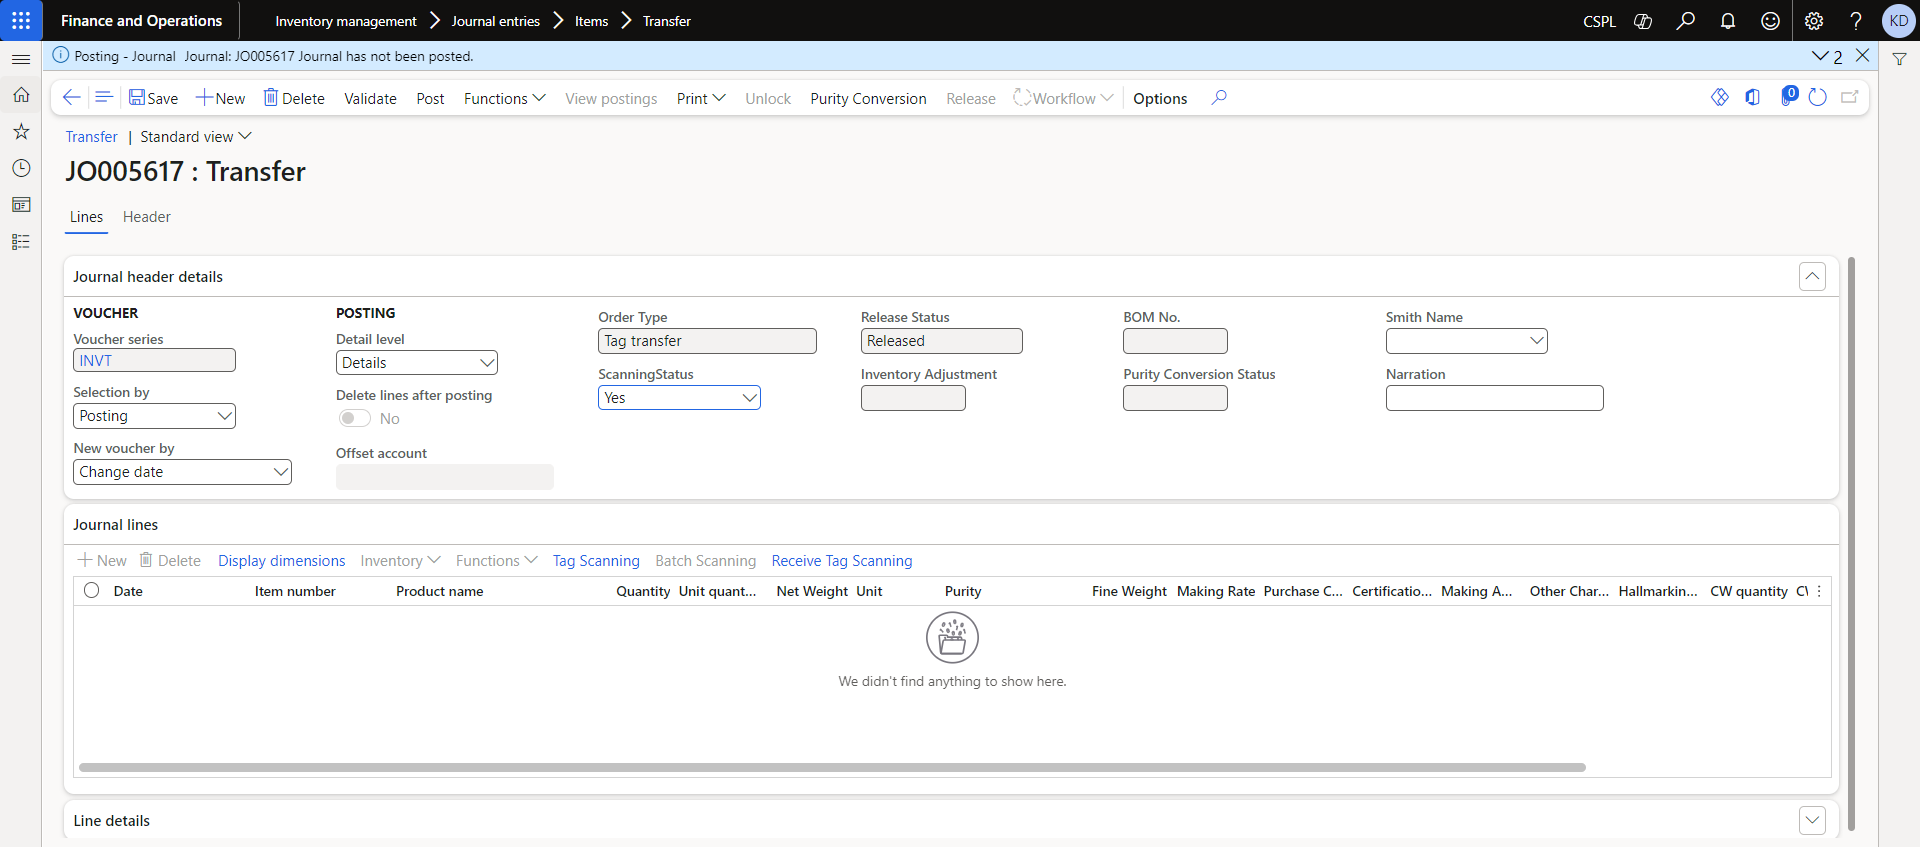 Finance and Operations
Inventory management > Journal entries > Items > Transfer
CSPL
KD
Posting - Journal Journal: JO005617 Journal has not been posted.
2
Save New Delete Validate Post Functions View postings Print Unlock Purity Conversion Release Workflow Options
0
Transfer | Standard view
JO005617 : Transfer
Lines Header
Journal header details
VOUCHER
Voucher series
INVT
Selection by
Posting
New voucher by
Change date
POSTING
Detail level
Details
Delete lines after posting
No
Offset account
Order Type
Tag transfer
ScanningStatus
Yes
Release Status
Released
Inventory Adjustment
BOM No.
Purity Conversion Status
Smith Name
Narration
Journal lines
New Delete Display dimensions Inventory Functions Tag Scanning Batch Scanning Receive Tag Scanning
Date Item number Product name Quantity Unit quant... Net Weight Unit Purity Fine Weight Making Rate Purchase C... Certificatio... Making A... Other Char... Hallmarkin... CW quantity
We didn't find anything to show here.
Line details